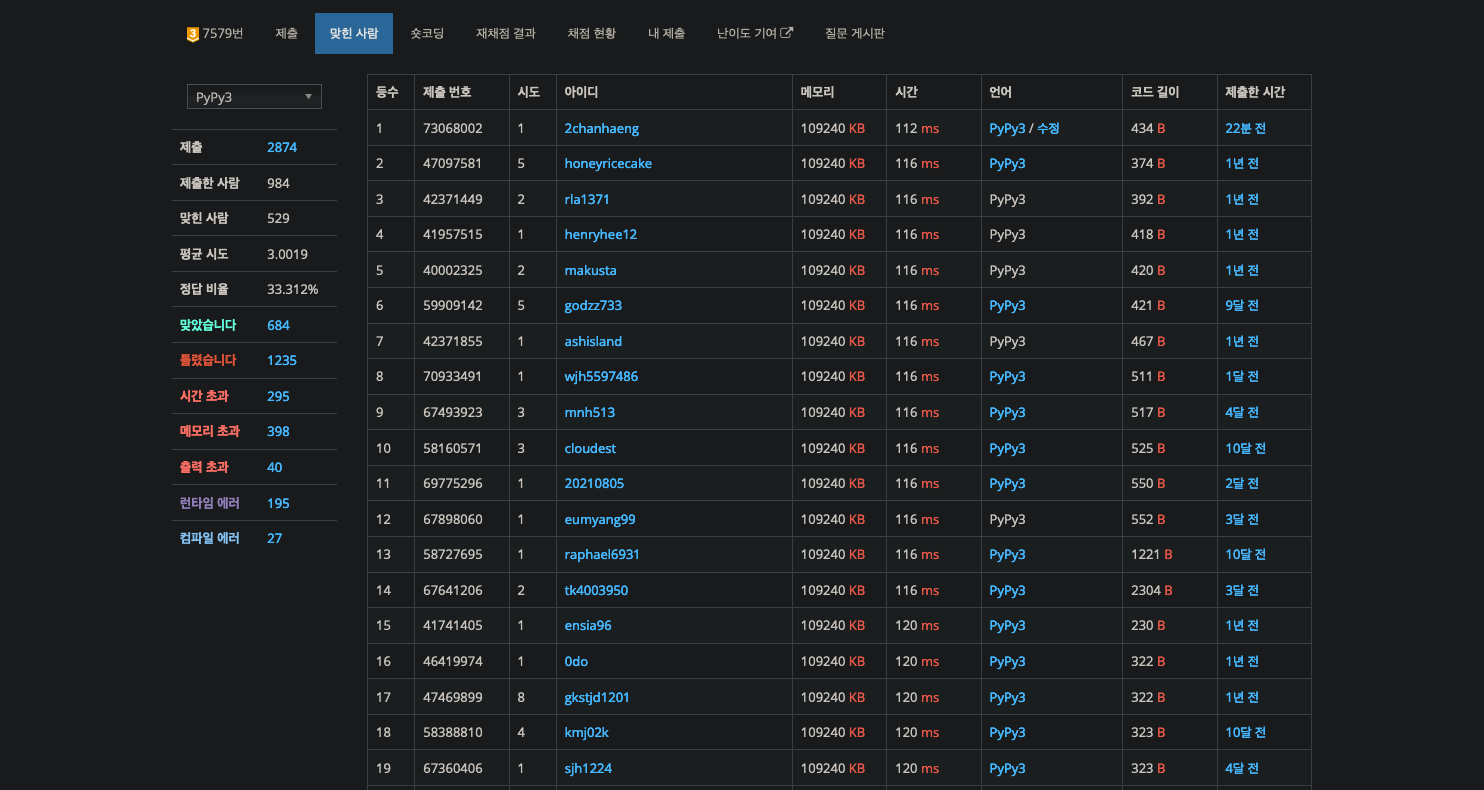 3 7579번 제출 맞힌 사람 숏코딩 재채점 결과 채점 현황 내 제출 난이도 기여 질문 게시판
PyPy3
제출 2874
제출한 사람 984
맞힌 사람 529
평균 시도 3.0019
정답 비율 33.312%
맞았습니다 684
틀렸습니다 1235
시간 초과 295
메모리 초과 398
출력 초과 40
런타임 에러 195
컴파일 에러 27
등수 제출 번호 시도 아이디 메모리 시간 언어 코드 길이 제출한 시간
1 73068002 1 2chanhaeng 109240 KB 112 ms PyPy3 / 수정 434 B 22분 전
2 47097581 5 honeyricecake 109240 KB 116 ms PyPy3 374 B 1년 전
3 42371449 2 rla1371 109240 KB 116 ms PyPy3 392 B 1년 전
4 41957515 1 henryhee12 109240 KB 116 ms PyPy3 418 B 1년 전
5 40002325 2 makusta 109240 KB 116 ms PyPy3 420 B 1년 전
6 59909142 5 godzz733 109240 KB 116 ms PyPy3 421 B 9달 전
7 42371855 1 ashisland 109240 KB 116 ms PyPy3 467 B 1년 전
8 70933491 1 wjh5597486 109240 KB 116 ms PyPy3 511 B 1달 전
9 67493923 3 mnh513 109240 KB 116 ms PyPy3 517 B 4달 전
10 58160571 3 cloudest 109240 KB 116 ms PyPy3 525 B 10달 전
11 69775296 1 20210805 109240 KB 116 ms PyPy3 550 B 2달 전
12 67898060 1 eumyang99 109240 KB 116 ms PyPy3 552 B 3달 전
13 58727695 1 raphael6931 109240 KB 116 ms PyPy3 1221 B 10달 전
14 67641206 2 tk4003950 109240 KB 116 ms PyPy3 2304 B 3달 전
15 41741405 1 ensia96 109240 KB 120 ms PyPy3 230 B 1년 전
16 46419974 1 0do 109240 KB 120 ms PyPy3 322 B 1년 전
17 47469899 8 gkstjd1201 109240 KB 120 ms PyPy3 322 B 1년 전
18 58388810 4 kmj02k 109240 KB 120 ms PyPy3 323 B 10달 전
19 67360406 1 sjh1224 109240 KB 120 ms PyPy3 323 B 4달 전